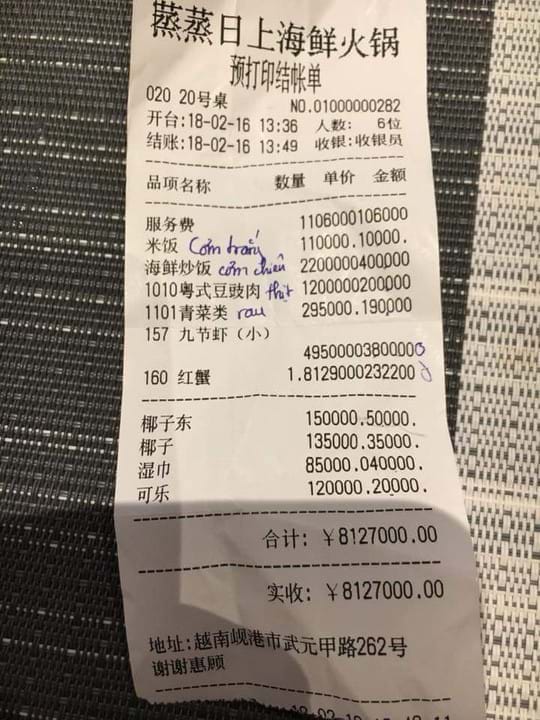 蒸蒸日上海鲜火锅
预打印结帐单
020 20号桌 NO.01000000282
开台:18-02-16 13:36 人数: 6位
结账:18-02-16 13:49 收银:收银员
品项名称 数量 单价 金额
服务费 1106000106000
米饭 Cơm trắng 110000.10000.
海鲜炒饭 cơm chiên 2200000400000
1010粤式豆豉肉 thịt 1200000200000
1101青菜类 rau 295000.190000
157 九节虾（小）
49500003800000
160 红蟹 1.8129000232200
椰子东 150000.50000.
椰子 135000.35000.
湿巾 85000.040000.
可乐 120000.20000.
合计: ￥8127000.00
实收: ￥8127000.00
地址:越南岘港市武元甲路262号
谢谢惠顾